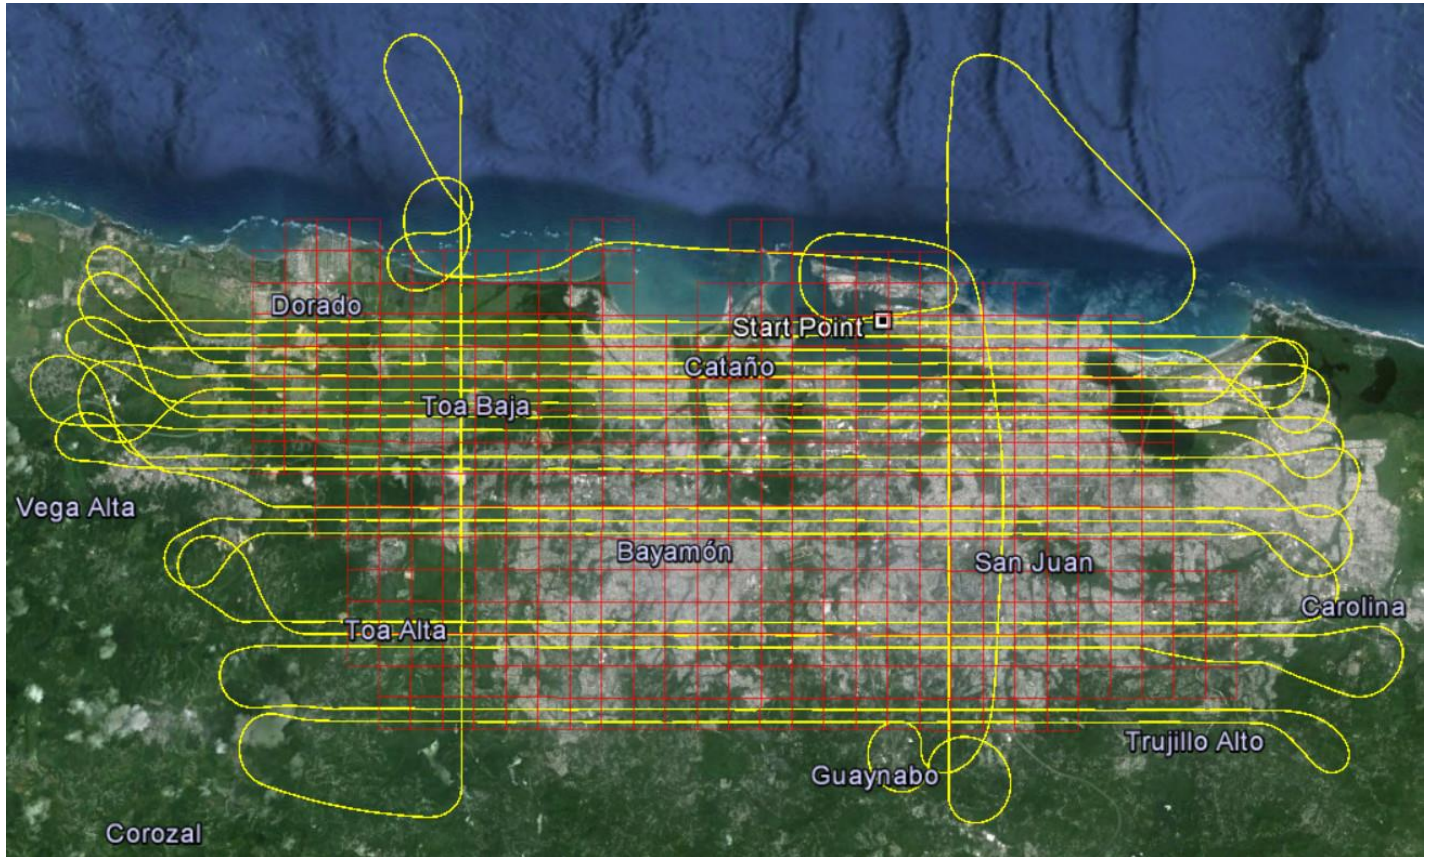 Dorado
Start Point
Cataño
Toa Baja
Vega Alta
Bayamón
San Juan
Carolina
Toa Alta
Trujillo Alto
Guaynabo
Corozal